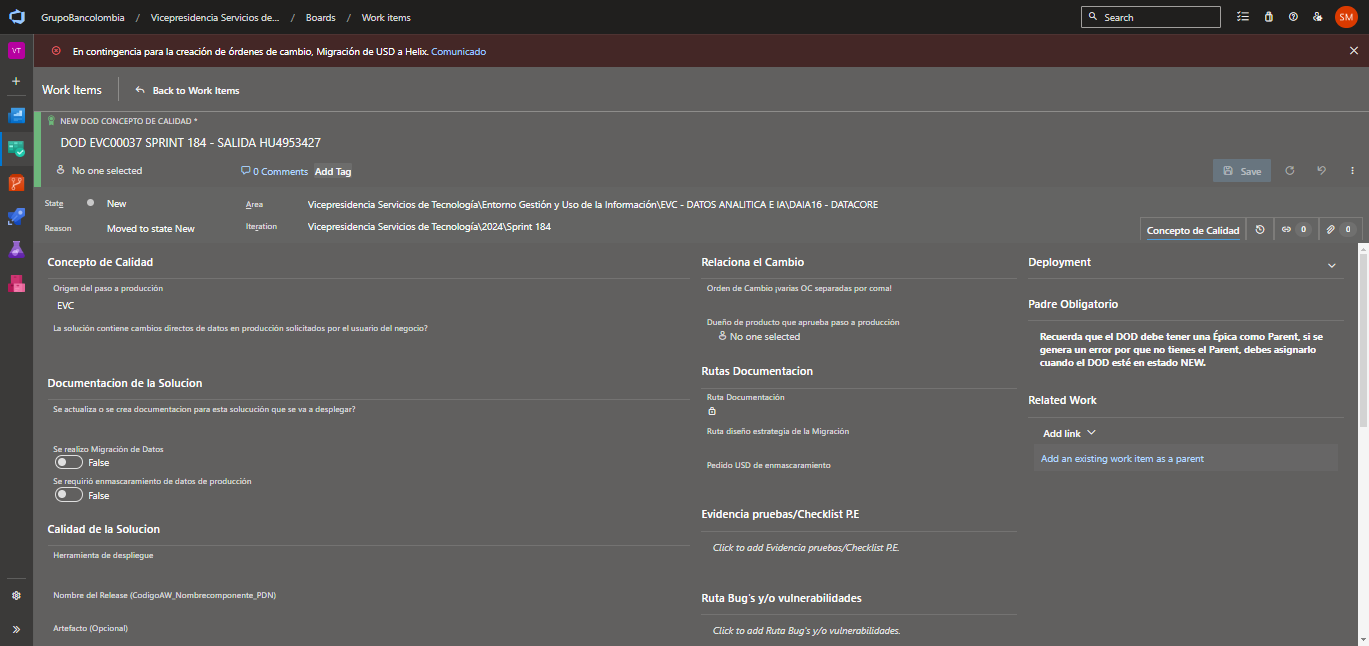 GrupoBancolombia / Vicepresidencia Servicios de... / Boards / Work items
Search
SM
VT
En contingencia para la creación de órdenes de cambio, Migración de USD a Helix. Comunicado
Work Items
Back to Work Items
NEW DOD CONCEPTO DE CALIDAD *
DOD EVC00037 SPRINT 184 - SALIDA HU4953427
No one selected
0 Comments
Add Tag
Save
State
New
Area
Vicepresidencia Servicios de Tecnología\Entorno Gestión y Uso de la Información\EVC - DATOS ANALITICA E IA\DAIA16 - DATACORE
Reason
Moved to state New
Iteration
Vicepresidencia Servicios de Tecnología\2024\Sprint 184
Concepto de Calidad
0
0
Concepto de Calidad
Origen del paso a producción
EVC
La solución contiene cambios directos de datos en producción solicitados por el usuario del negocio?
Documentacion de la Solucion
Se actualiza o se crea documentacion para esta solucución que se va a desplegar?
Se realizo Migración de Datos
False
Se requirió enmascaramiento de datos de producción
False
Calidad de la Solucion
Herramienta de despliegue
Nombre del Release (CodigoAW_Nombrecomponente_PDN)
Artefacto (Opcional)
Relaciona el Cambio
Orden de Cambio ¡varias OC separadas por coma!
Dueño de producto que aprueba paso a producción
No one selected
Rutas Documentacion
Ruta Documentación
Ruta diseño estrategia de la Migración
Pedido USD de enmascaramiento
Evidencia pruebas/Checklist P.E
Click to add Evidencia pruebas/Checklist P.E.
Ruta Bug's y/o vulnerabilidades
Click to add Ruta Bug's y/o vulnerabilidades.
Deployment
Padre Obligatorio
Recuerda que el DOD debe tener una Épica como Parent, si se
genera un error por que no tienes el Parent, debes asignarlo
cuando el DOD esté en estado NEW.
Related Work
Add link
Add an existing work item as a parent